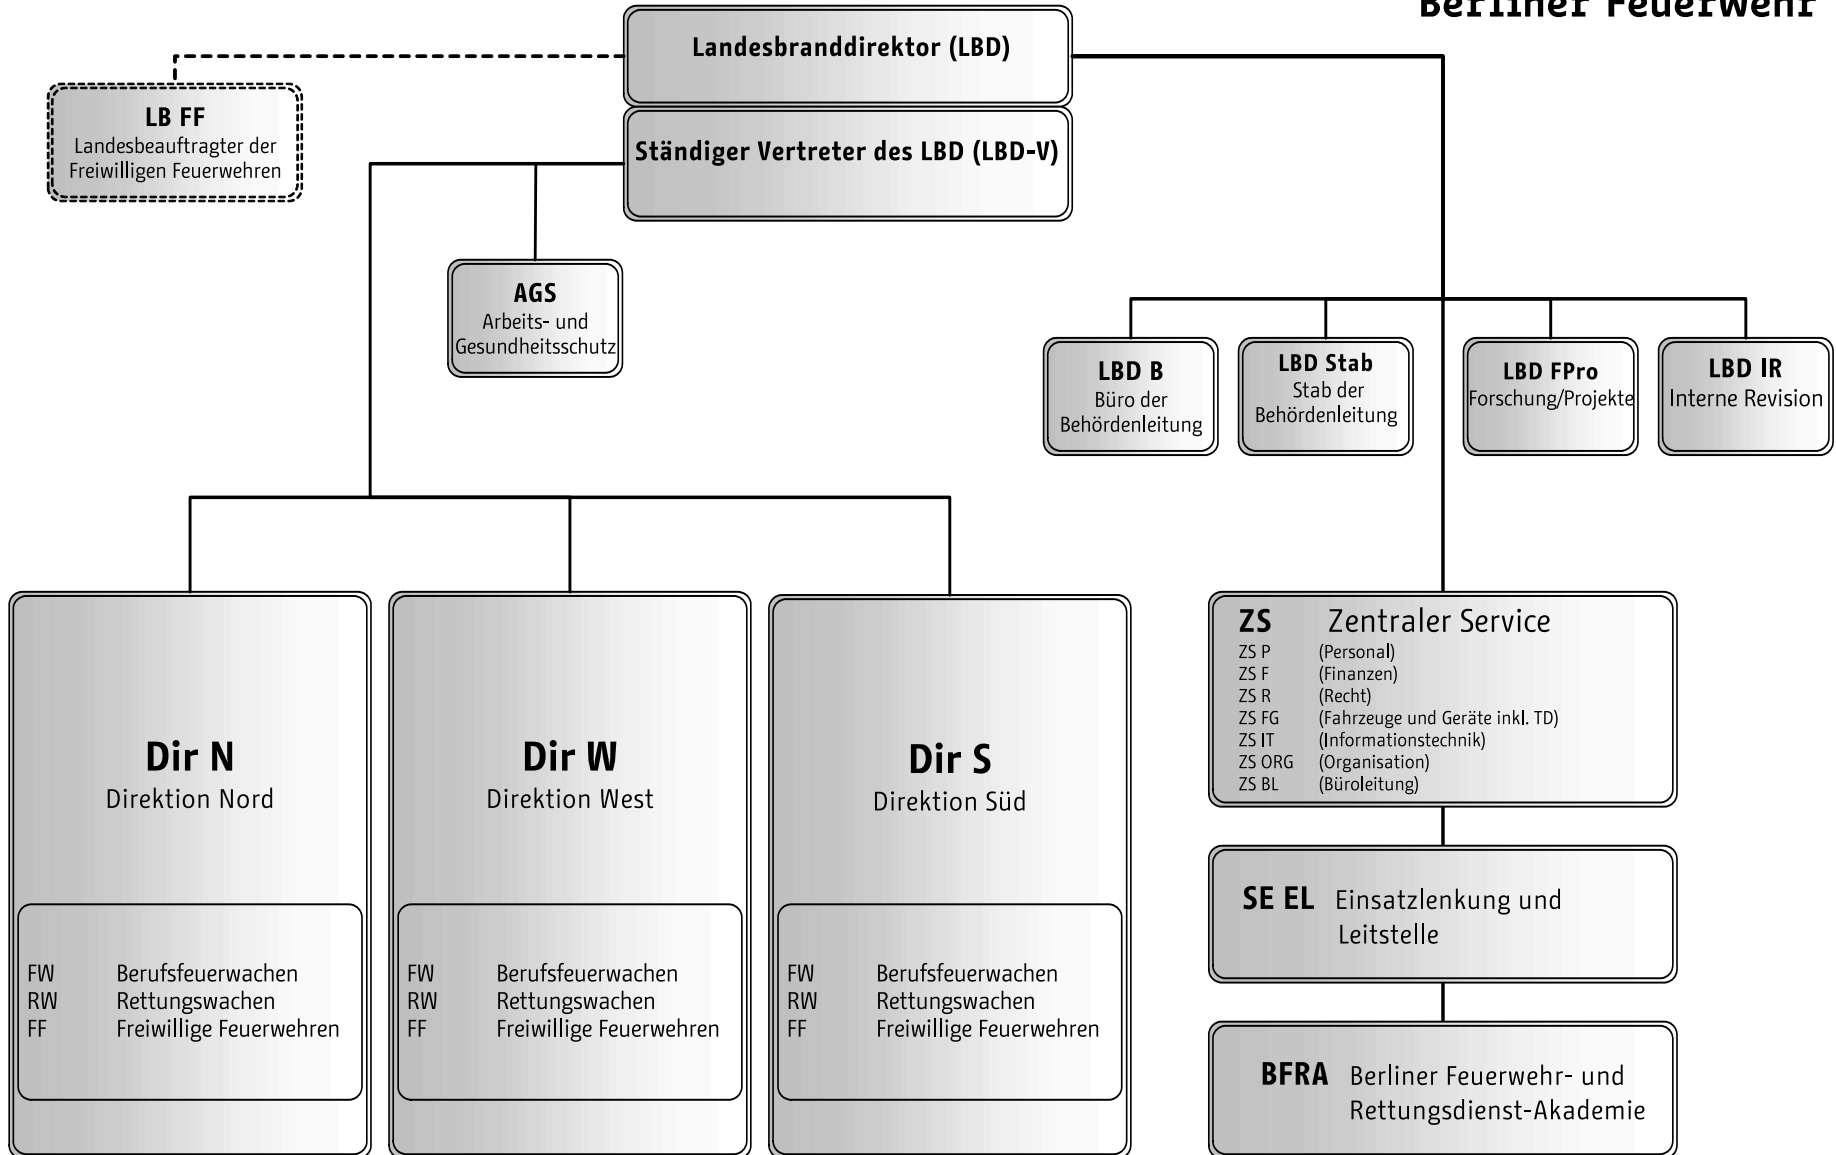 Berliner Feuerwehr
Landesbranddirektor (LBD)
LB FF
Landesbeauftragter der
Freiwilligen Feuerwehren
Ständiger Vertreter des LBD (LBD-V)
AGS
Arbeits- und
Gesundheitsschutz
LBD B
Büro der
Behördenleitung
LBD Stab
Stab der
Behördenleitung
LBD FPro
Forschung/Projekte
LBD IR
Interne Revision
Dir N
Direktion Nord
FW Berufsfeuerwachen
RW Rettungswachen
FF Freiwillige Feuerwehren
Dir W
Direktion West
FW Berufsfeuerwachen
RW Rettungswachen
FF Freiwillige Feuerwehren
Dir S
Direktion Süd
FW Berufsfeuerwachen
RW Rettungswachen
FF Freiwillige Feuerwehren
ZS Zentraler Service
ZS P (Personal)
ZS F (Finanzen)
ZS R (Recht)
ZS FG (Fahrzeuge und Geräte inkl. TD)
ZS IT (Informationstechnik)
ZS ORG (Organisation)
ZS BL (Büroleitung)
SE EL Einsatzlenkung und
Leitstelle
BFRA Berliner Feuerwehr- und
Rettungsdienst-Akademie